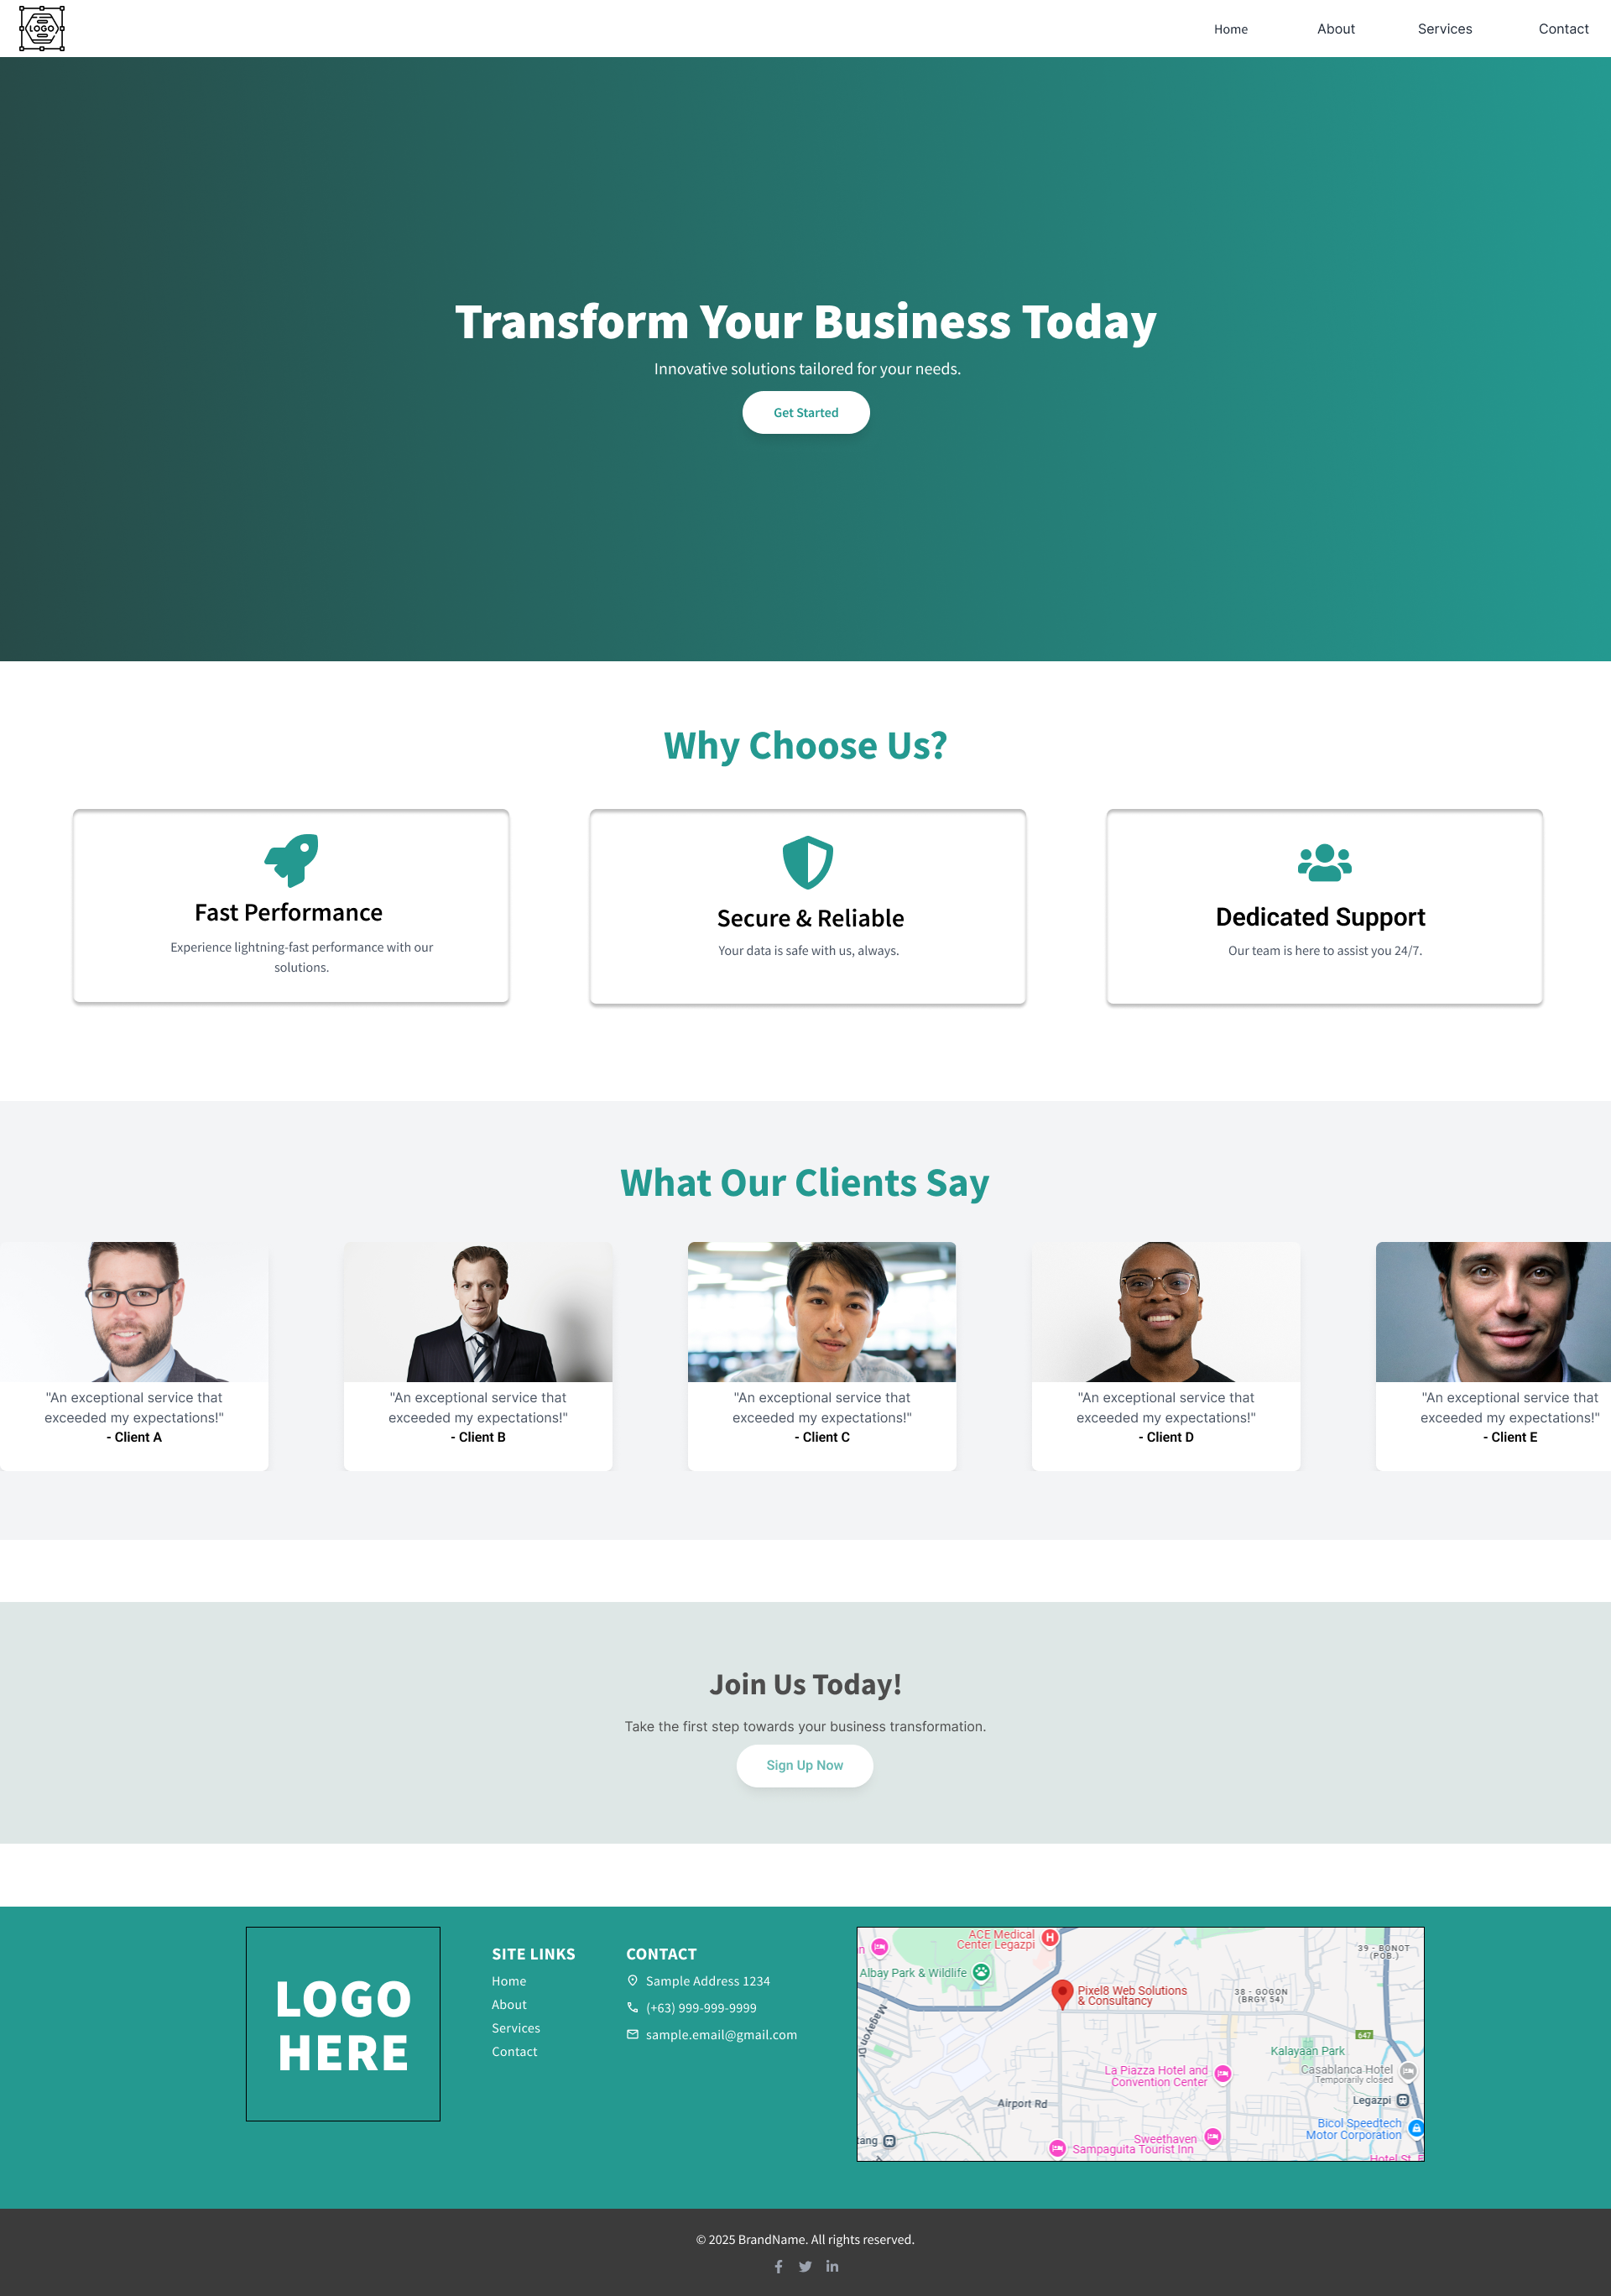 LOGO
Home
About
Services
Contact
Transform Your Business Today
Innovative solutions tailored for your needs.
Get Started
Why Choose Us?
Fast Performance
Experience lightning-fast performance with our
solutions.
Secure & Reliable
Your data is safe with us, always.
Dedicated Support
Our team is here to assist you 24/7.
What Our Clients Say
"An exceptional service that
exceeded my expectations!"
- Client A
"An exceptional service that
exceeded my expectations!"
- Client B
"An exceptional service that
exceeded my expectations!"
- Client C
"An exceptional service that
exceeded my expectations!"
- Client D
"An exceptional service that
exceeded my expectations!"
- Client E
Join Us Today!
Take the first step towards your business transformation.
Sign Up Now
LOGO
HERE
SITE LINKS
Home
About
Services
Contact
CONTACT
Sample Address 1234
(+63) 999-999-9999
sample.email@gmail.com
ACE Medical
Center Legazpi
H
Albay Park & Wildlife
Pixel8 Web Solutions
& Consultancy
39 - BONOT
(POB.)
38 - GOGON
(BRGY 54)
Magayon Dr
647
Kalayaan Park
La Piazza Hotel and
Convention Center
Casablanca Hotel
Temporarily closed
Airport Rd
Legazpi
Bicol Speedtech
Motor Corporation
tang
Sweethaven
Sampaguita Tourist Inn
Hotel St. E
© 2025 BrandName. All rights reserved.